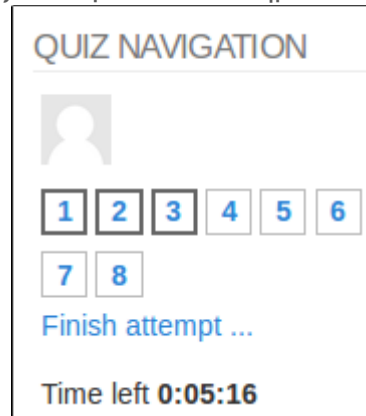 QUIZ NAVIGATION
1 2 3 4 5 6
7 8
Finish attempt ...
Time left 0:05:16